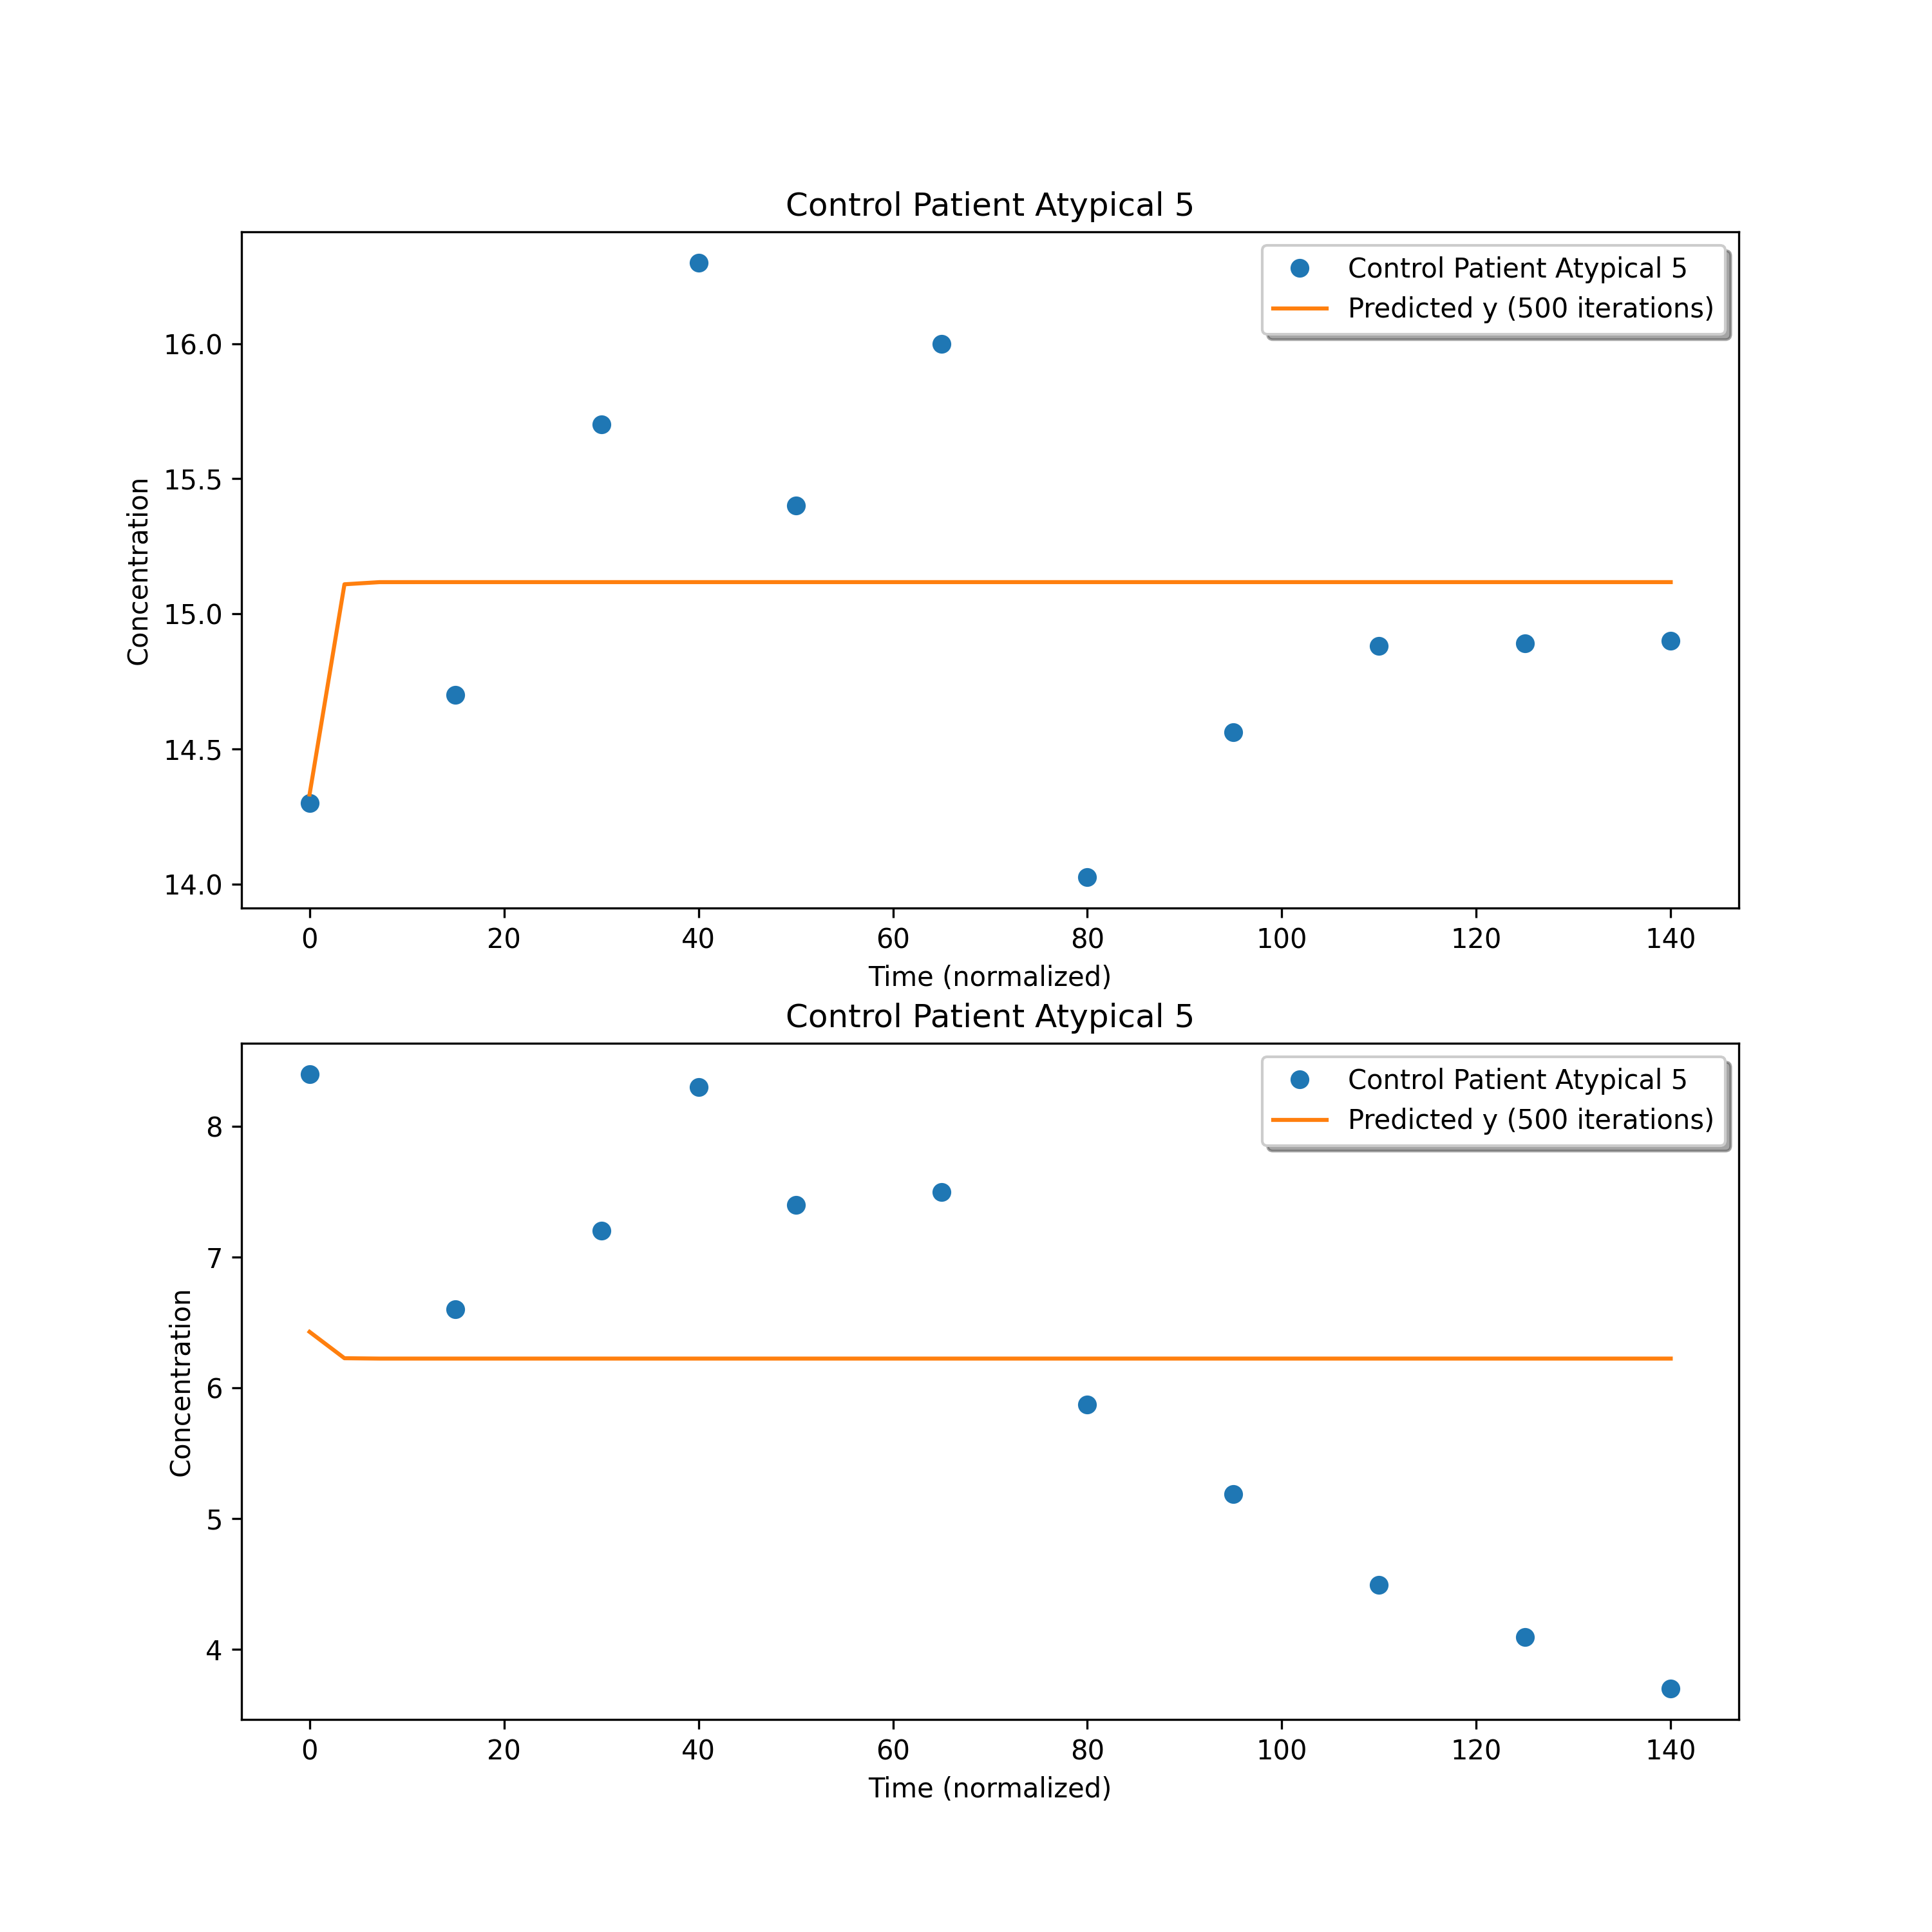 Control Patient Atypical 5
Control Patient Atypical 5
Predicted y (500 iterations)
16.0
15.5
15.0
14.5
14.0
Concentration
0 20 40 60 80 100 120 140
Time (normalized)
Control Patient Atypical 5
Control Patient Atypical 5
Predicted y (500 iterations)
8
7
6
5
4
Concentration
0 20 40 60 80 100 120 140
Time (normalized)